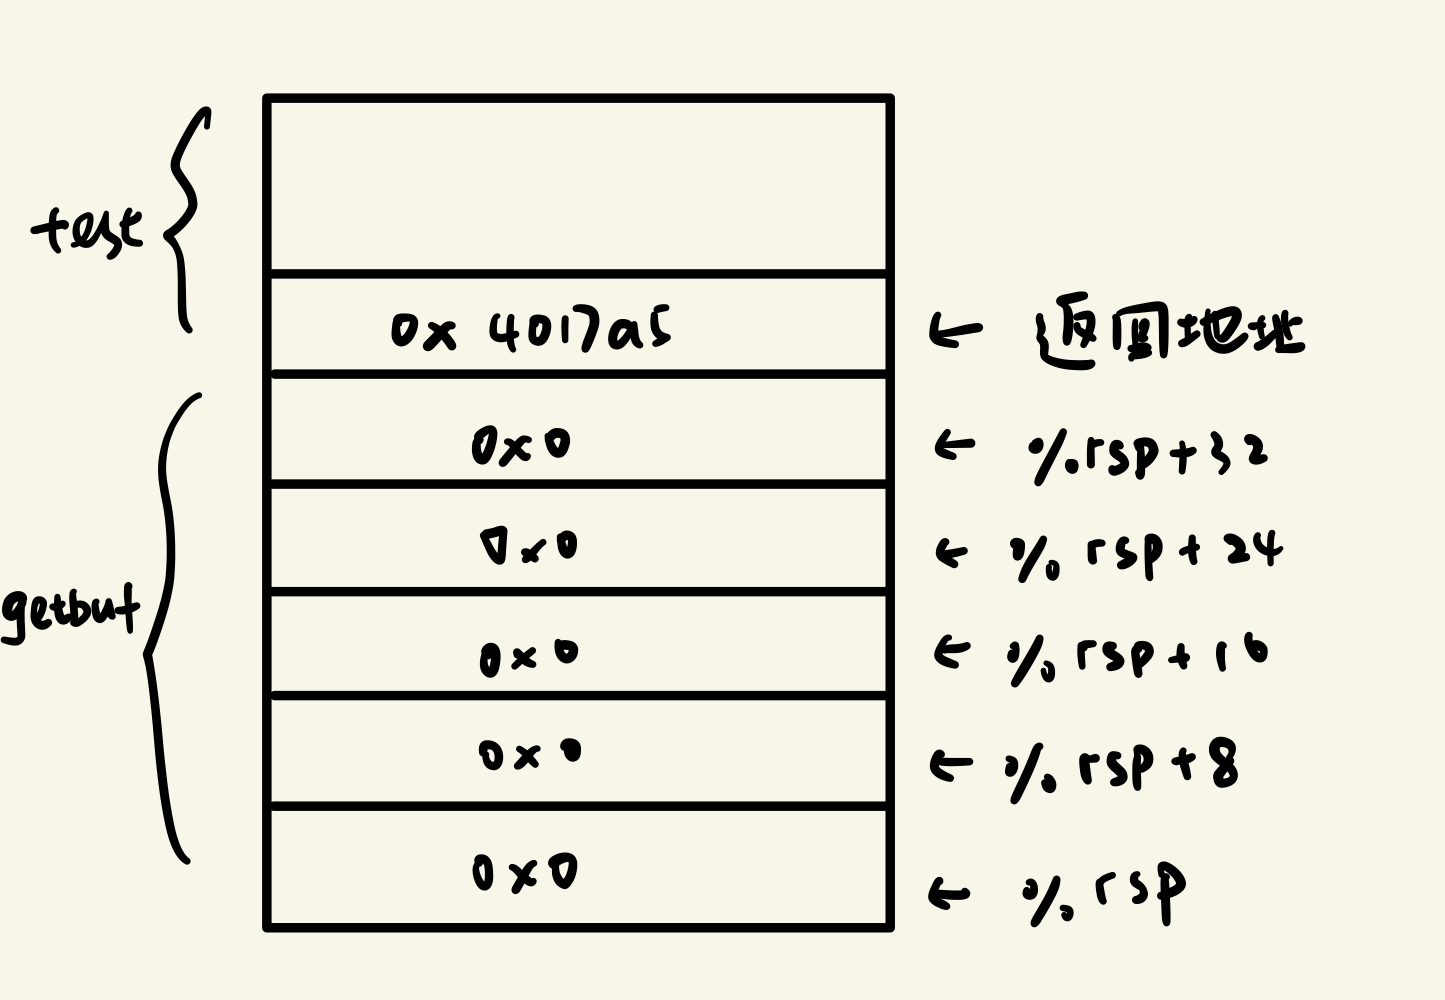 test
0x 4017a5 ← 返回地址
0x0 ← %rsp+32
0x0 ← % rsp+24
getbuf
0x0 ← % rsp+16
0x0 ← % rsp+8
0x0 ← % rsp